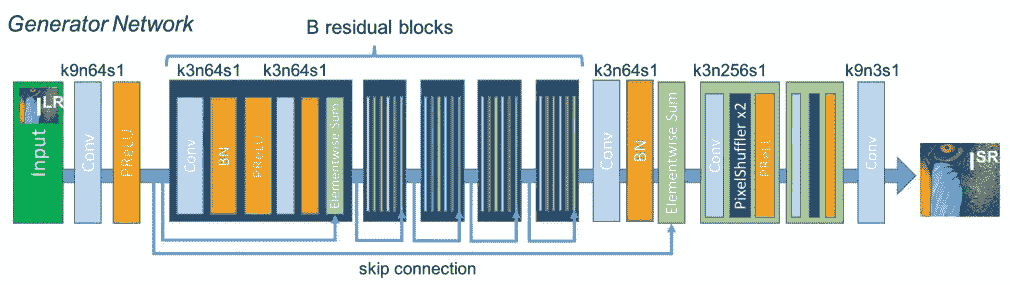 Generator Network
B residual blocks
k9n64s1
k3n64s1
k3n64s1
k3n64s1
k3n256s1
k9n3s1
Input
I LR
Conv
PReLU
Conv
BN
PReLU
Elementwise Sum
Conv
BN
Elementwise Sum
Conv
PixelShuffler x2
PReLU
Conv
I SR
skip connection